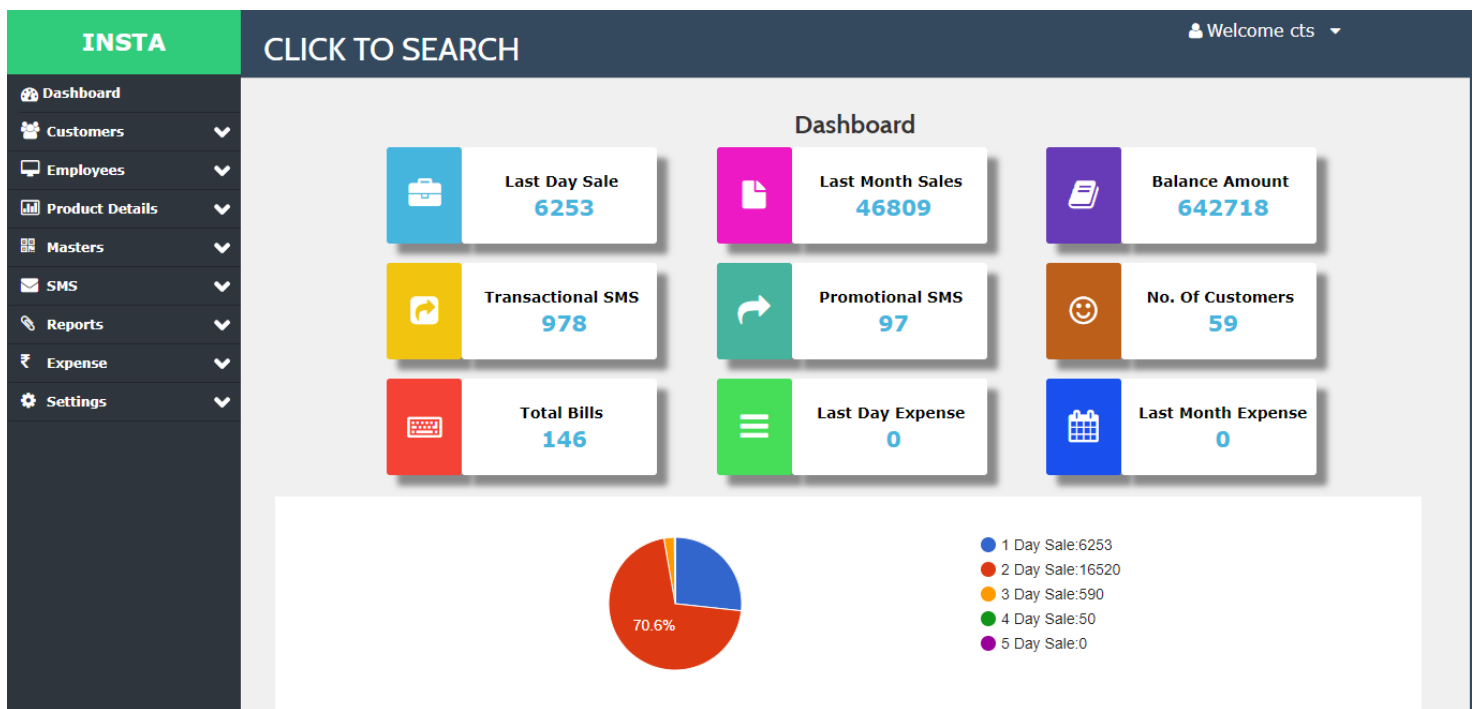 INSTA
CLICK TO SEARCH
Welcome cts
Dashboard
Customers
Employees
Product Details
Masters
SMS
Reports
₹ Expense
Settings
Dashboard
Last Day Sale
6253
Last Month Sales
46809
Balance Amount
642718
Transactional SMS
978
Promotional SMS
97
No. Of Customers
59
Total Bills
146
Last Day Expense
0
Last Month Expense
0
70.6%
1 Day Sale:6253
2 Day Sale:16520
3 Day Sale:590
4 Day Sale:50
5 Day Sale:0